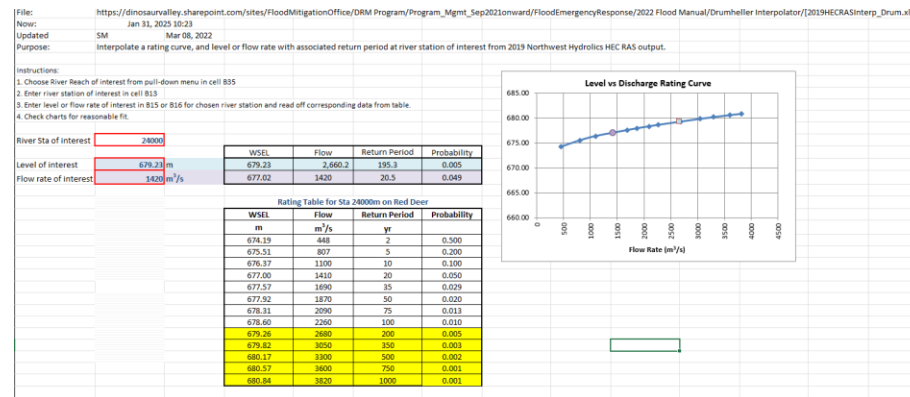 File: https://dinosaurvalley.sharepoint.com/sites/FloodMitigationOffice/DRM Program/Program_Mgmt_Sep2021onward/FloodEmergencyResponse/2022 Flood Manual/Drumheller Interpolator/[2019HECRASInterp_Drum.xl
Now: Jan 31, 2025 10:23
Updated SM Mar 08, 2022
Purpose: Interpolate a rating curve, and level or flow rate with associated return period at river station of interest from 2019 Northwest Hydrolics HEC RAS output.
Instructions:
1. Choose River Reach of interest from pull-down menu in cell B35
2. Enter river station of interest in cell B13
3. Enter level or flow rate of interest in B15 or B16 for chosen river station and read off corresponding data from table.
4. Check charts for reasonable fit.
River Sta of interest 24000
WSEL Flow Return Period Probability
Level of interest 679.23 m 679.23 2,660.2 195.3 0.005
Flow rate of interest 1420 m³/s 677.02 1420 20.5 0.049
Rating Table for Sta 24000m on Red Deer
WSEL Flow Return Period Probability
m m³/s yr
674.19 448 2 0.500
675.51 807 5 0.200
676.37 1100 10 0.100
677.00 1410 20 0.050
677.57 1690 35 0.029
677.92 1870 50 0.020
678.31 2090 75 0.013
678.60 2260 100 0.010
679.26 2680 200 0.005
679.82 3050 350 0.003
680.17 3300 500 0.002
680.57 3600 750 0.001
680.84 3820 1000 0.001
Level vs Discharge Rating Curve
685.00
680.00
675.00
670.00
665.00
660.00
0 500 1000 1500 2000 2500 3000 3500 4000 4500
Flow Rate (m³/s)